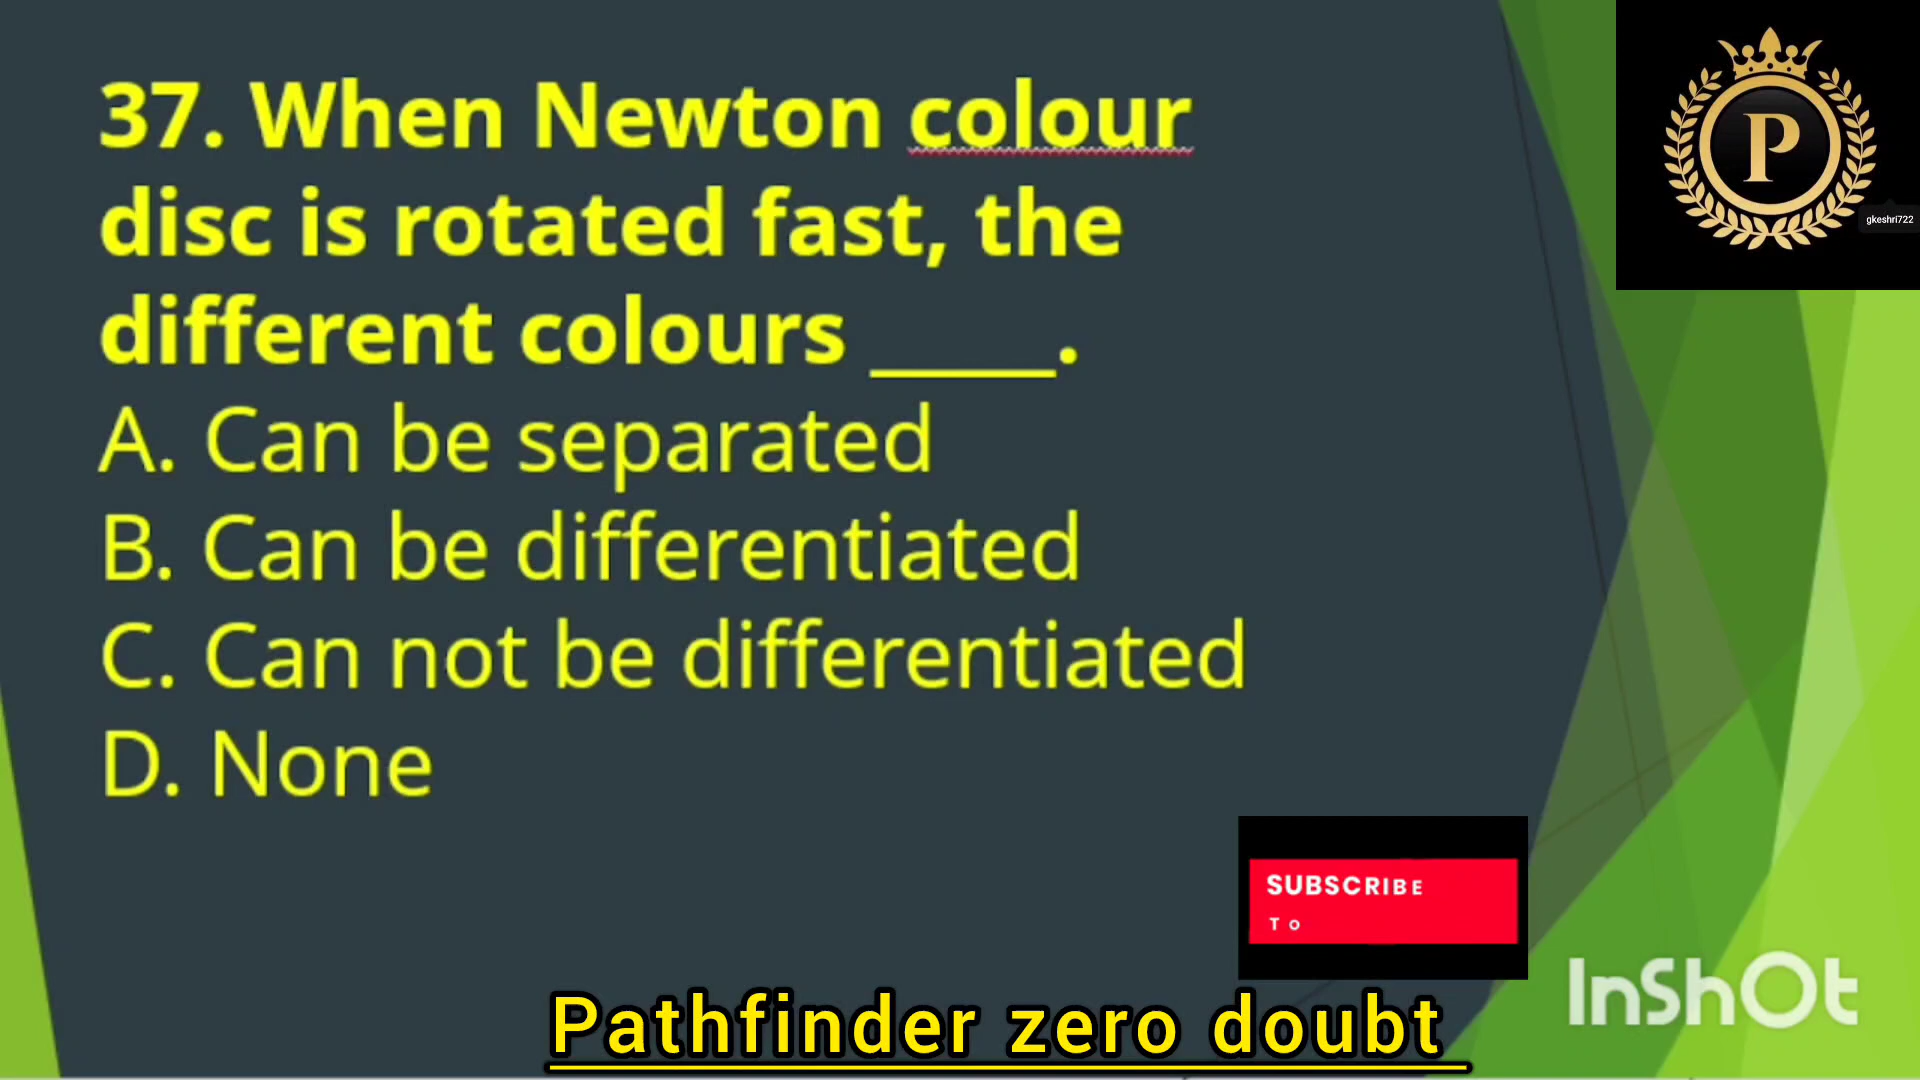 37. When Newton colour
disc is rotated fast, the
different colours _____.
A. Can be separated
B. Can be differentiated
C. Can not be differentiated
D. None
P
gkeshri722
SUBSCRIBE
TO
InShOt
Pathfinder zero doubt